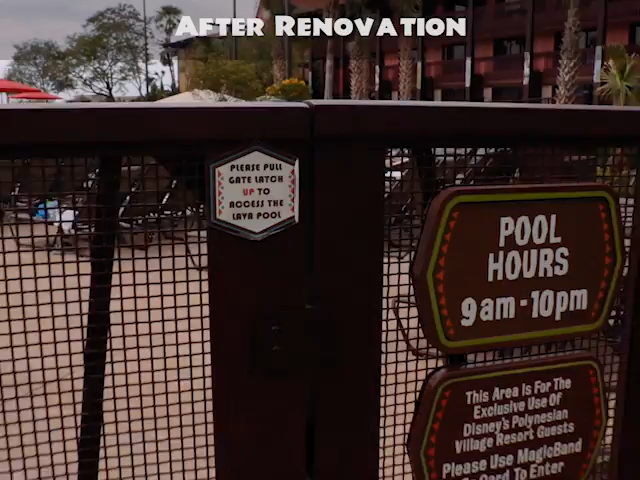 After Renovation
PLEASE PULL
GATE LATCH
UP TO
ACCESS THE
LAVA POOL
POOL
HOURS
9am - 10pm
This Area Is For The
Exclusive Use Of
Disney's Polynesian
Village Resort Guests
Please Use MagicBand
Card To Enter